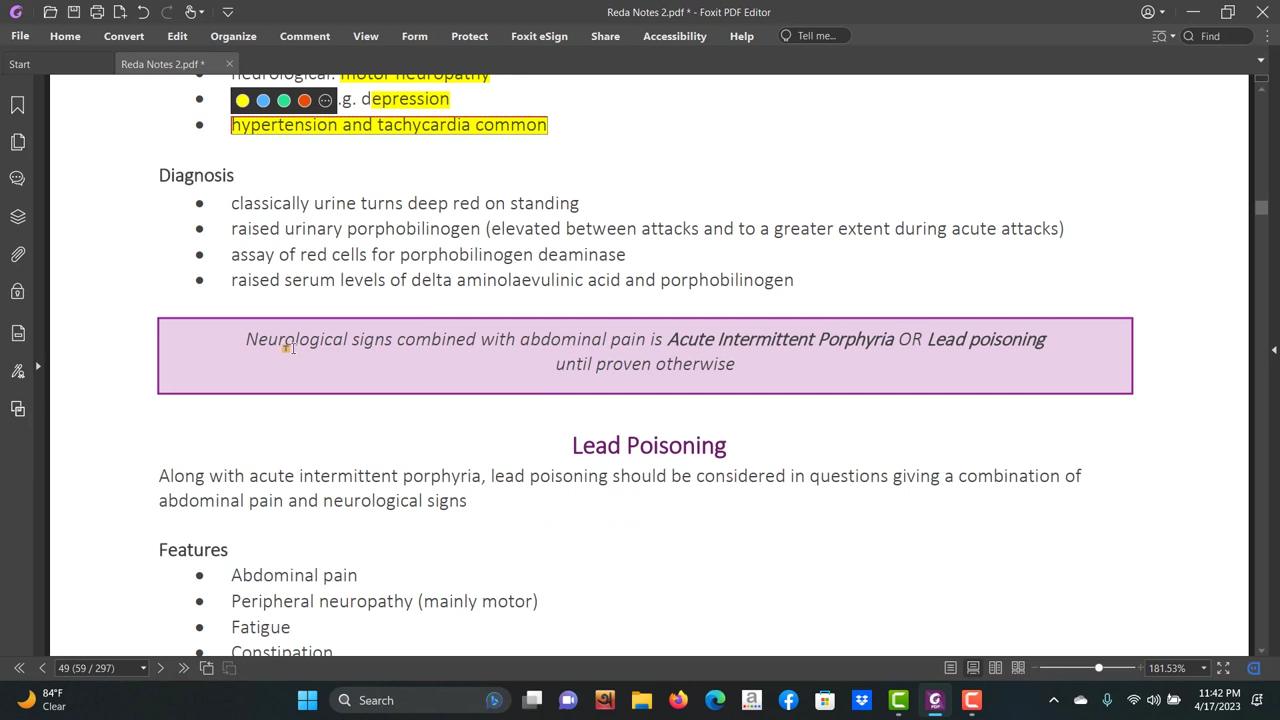 Reda Notes 2.pdf * - Foxit PDF Editor
File Home Convert Edit Organize Comment View Form Protect Foxit eSign Share Accessibility Help Tell me... Find
Start Reda Notes 2.pdf *
neurological: motor neuropathy
.g. depression
hypertension and tachycardia common
Diagnosis
classically urine turns deep red on standing
raised urinary porphobilinogen (elevated between attacks and to a greater extent during acute attacks)
assay of red cells for porphobilinogen deaminase
raised serum levels of delta aminolaevulinic acid and porphobilinogen
Neurological signs combined with abdominal pain is Acute Intermittent Porphyria OR Lead poisoning
until proven otherwise
Lead Poisoning
Along with acute intermittent porphyria, lead poisoning should be considered in questions giving a combination of
abdominal pain and neurological signs
Features
Abdominal pain
Peripheral neuropathy (mainly motor)
Fatigue
Constipation
49 (59 / 297) 181.53%
84°F
Clear
Search
11:42 PM
4/17/2023